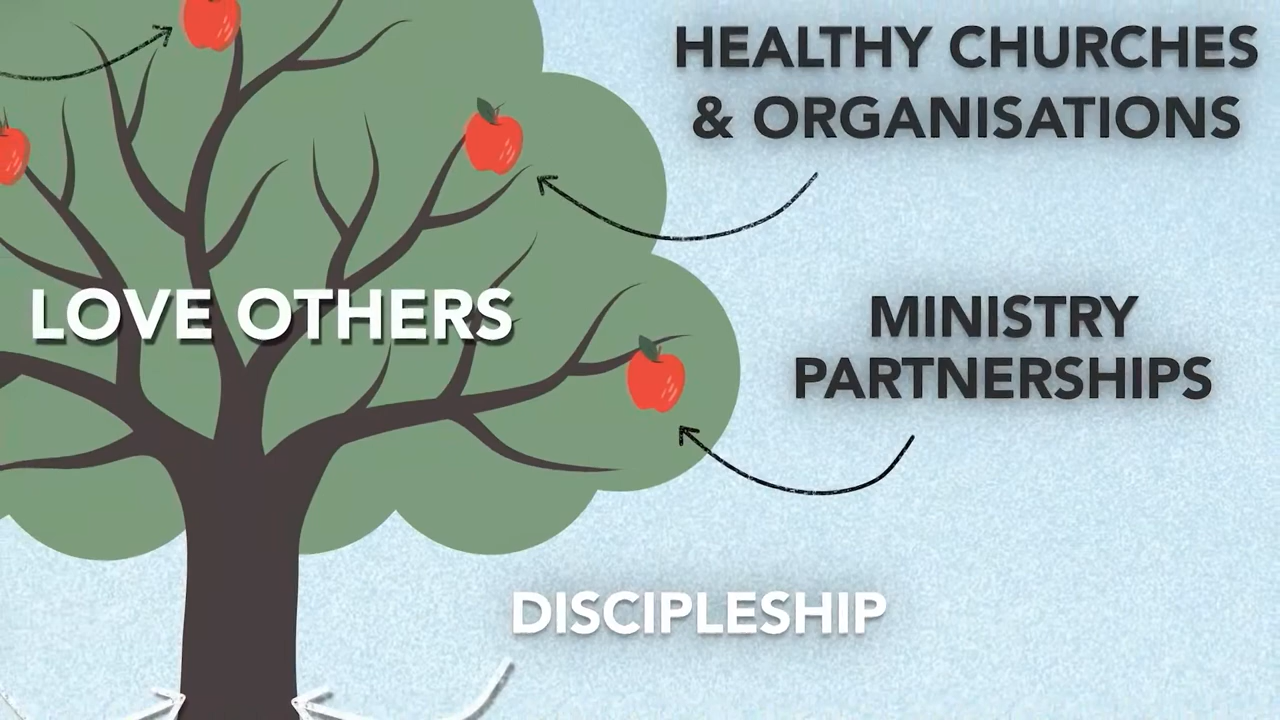 HEALTHY CHURCHES
& ORGANISATIONS
LOVE OTHERS
MINISTRY
PARTNERSHIPS
DISCIPLESHIP